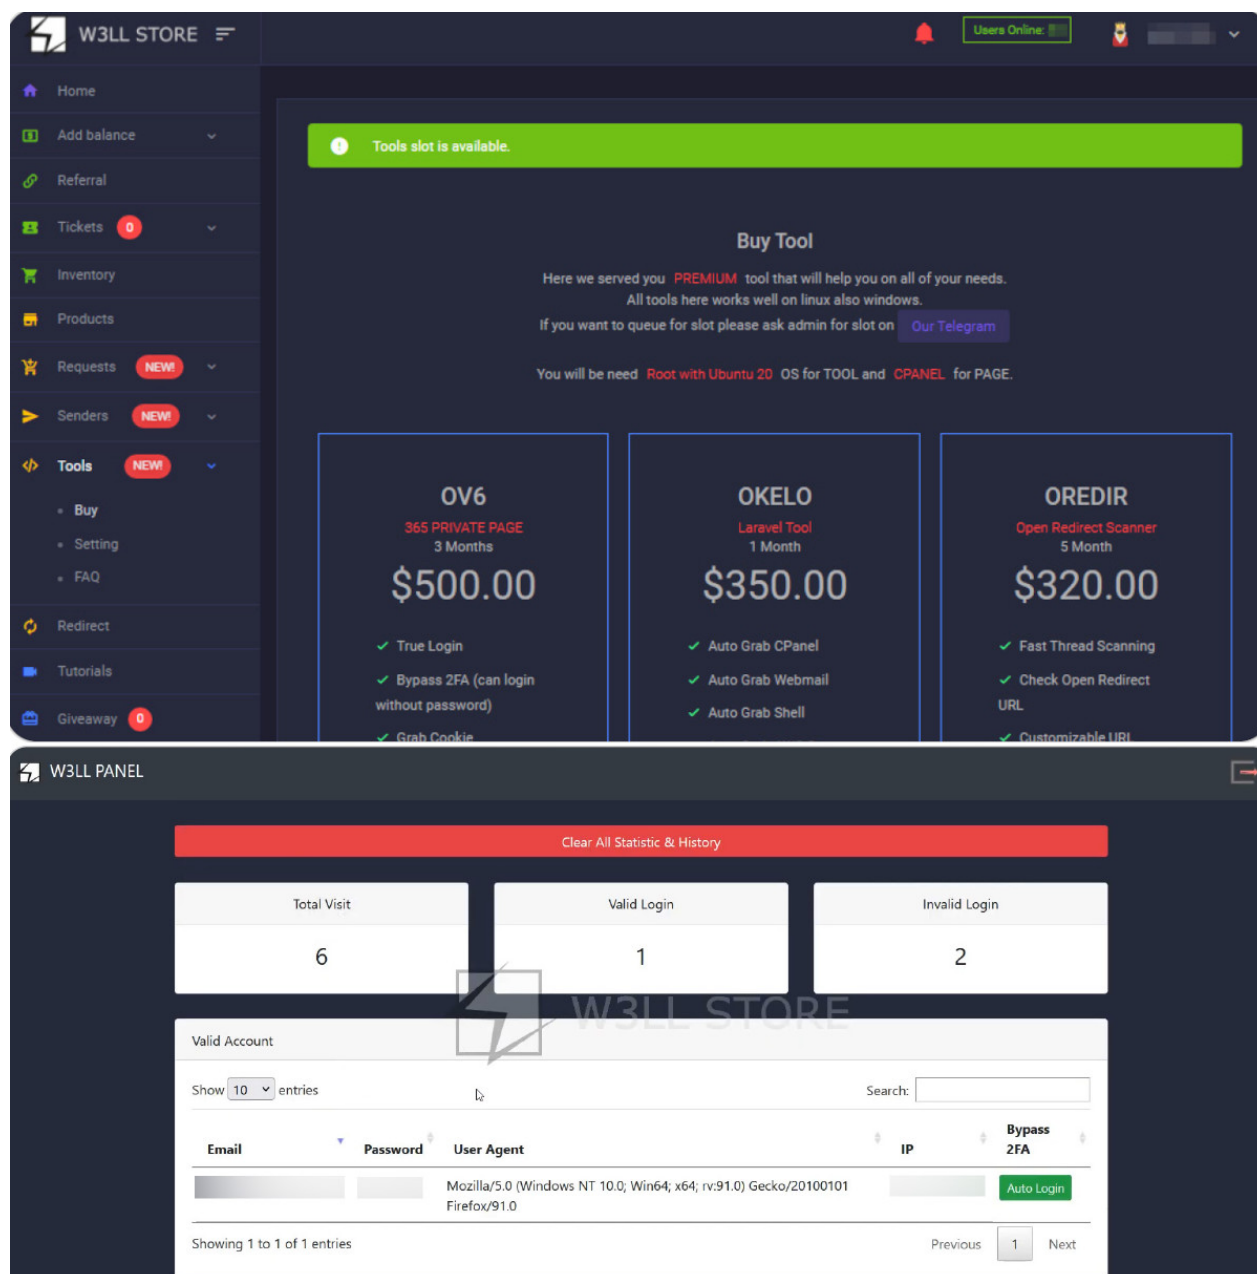 W3LL STORE
Users Online:
Home
Add balance
Referral
Tickets 0
Inventory
Products
Requests NEW!
Senders NEW!
Tools NEW!
Buy
Setting
FAQ
Redirect
Tutorials
Giveaway 0
Tools slot is available.
Buy Tool
Here we served you PREMIUM tool that will help you on all of your needs.
All tools here works well on linux also windows.
If you want to queue for slot please ask admin for slot on Our Telegram
You will be need Root with Ubuntu 20 OS for TOOL and CPANEL for PAGE.
OV6
365 PRIVATE PAGE
3 Months
$500.00
True Login
Bypass 2FA (can login
without password)
Grab Cookie
OKELO
Laravel Tool
1 Month
$350.00
Auto Grab CPanel
Auto Grab Webmail
Auto Grab Shell
OREDIR
Open Redirect Scanner
5 Month
$320.00
Fast Thread Scanning
Check Open Redirect
URL
Customizable URL
W3LL PANEL
Clear All Statistic & History
Total Visit
6
Valid Login
1
Invalid Login
2
W3LL STORE
Valid Account
Show 10 entries
Search:
Email Password User Agent IP Bypass
2FA
Mozilla/5.0 (Windows NT 10.0; Win64; x64; rv:91.0) Gecko/20100101
Firefox/91.0
Auto Login
Showing 1 to 1 of 1 entries
Previous 1 Next